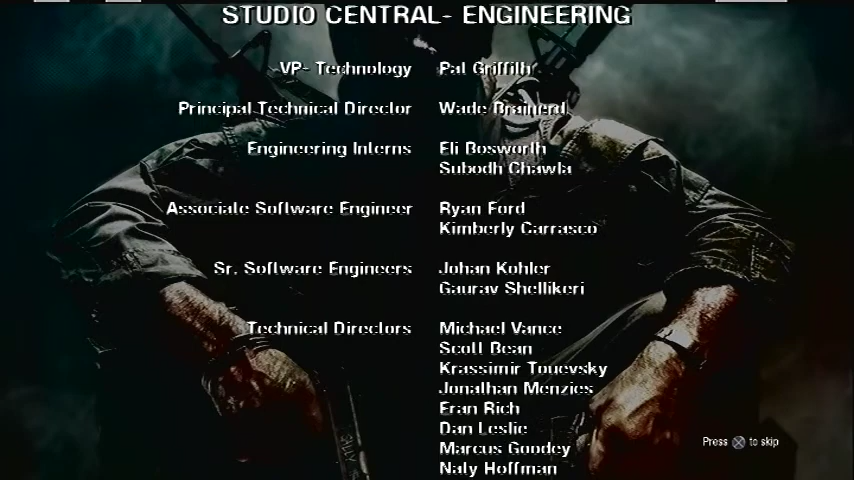 STUDIO CENTRAL- ENGINEERING
VP- Technology Pat Griffith
Principal Technical Director Wade Brainerd
Engineering Interns Eli Bosworth
Subodh Chawla
Associate Software Engineer Ryan Ford
Kimberly Carrasco
Sr. Software Engineers Johan Kohler
Gaurav Shellikeri
Technical Directors Michael Vance
Scott Bean
Krassimir Touevsky
Jonathan Menzies
Eran Rich
Dan Leslie
Marcus Goodey
Press to skip
Naty Hoffman